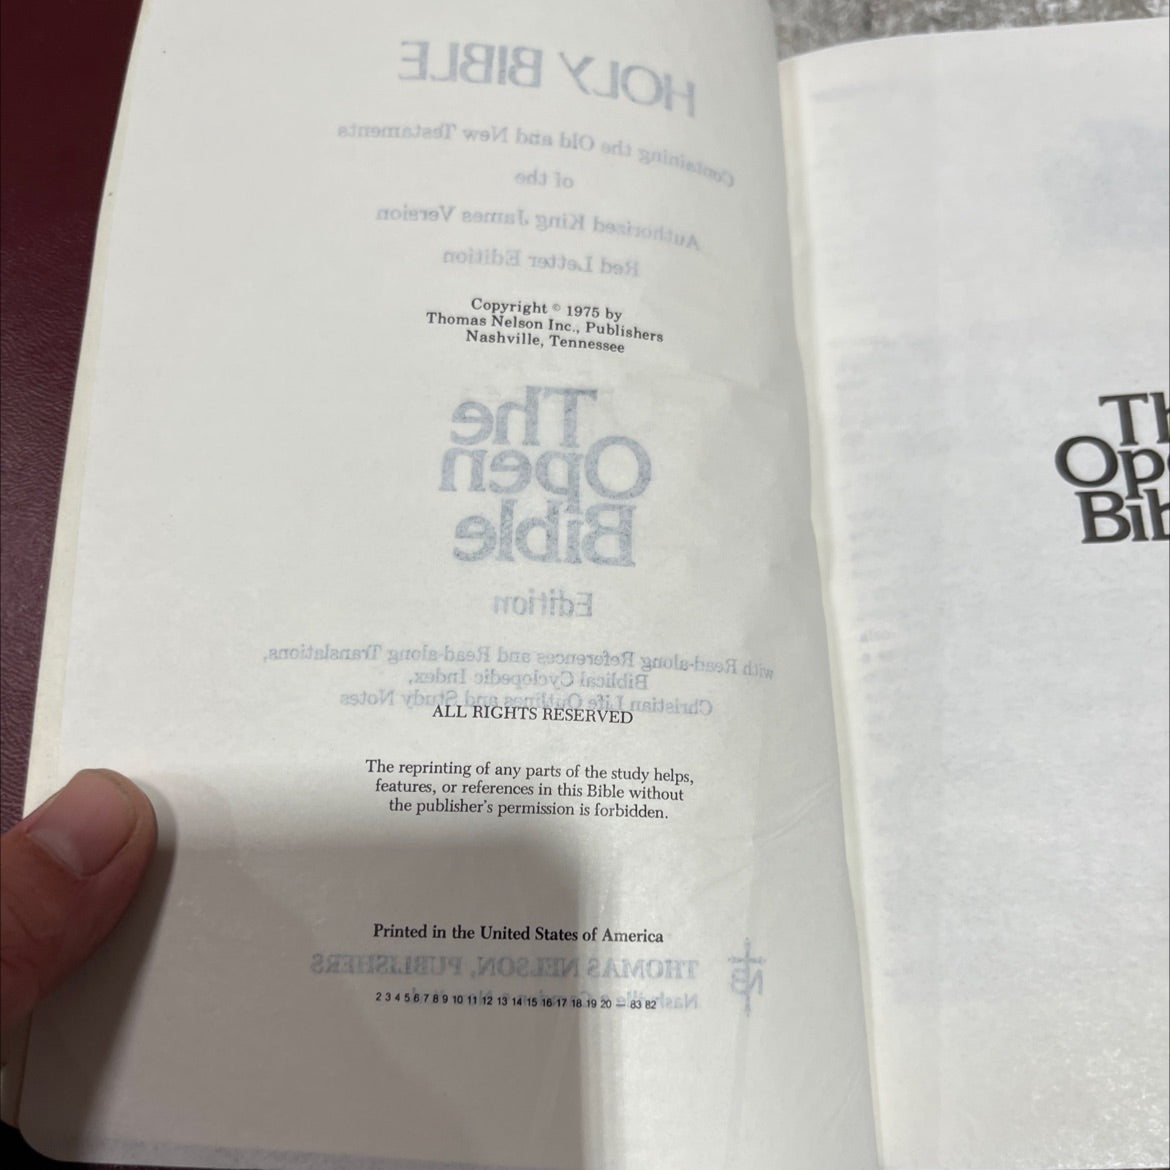 HOLY BIBLE
Containing the Old and New Testaments
of the
Authorized King James Version
Red Letter Edition
Copyright © 1975 by
Thomas Nelson Inc., Publishers
Nashville, Tennessee
The
Open
Bible
Edition
with Read-along References and Read-along Translations,
Biblical Cyclopedic Index,
Christian Life Outlines and Study Notes
ALL RIGHTS RESERVED
The reprinting of any parts of the study helps,
features, or references in this Bible without
the publisher's permission is forbidden.
Printed in the United States of America
THOMAS NELSON, PUBLISHERS
2 3 4 5 6 7 8 9 10 11 12 13 14 15 16 17 18 19 20 — 83 82
Th
Ope
Bib